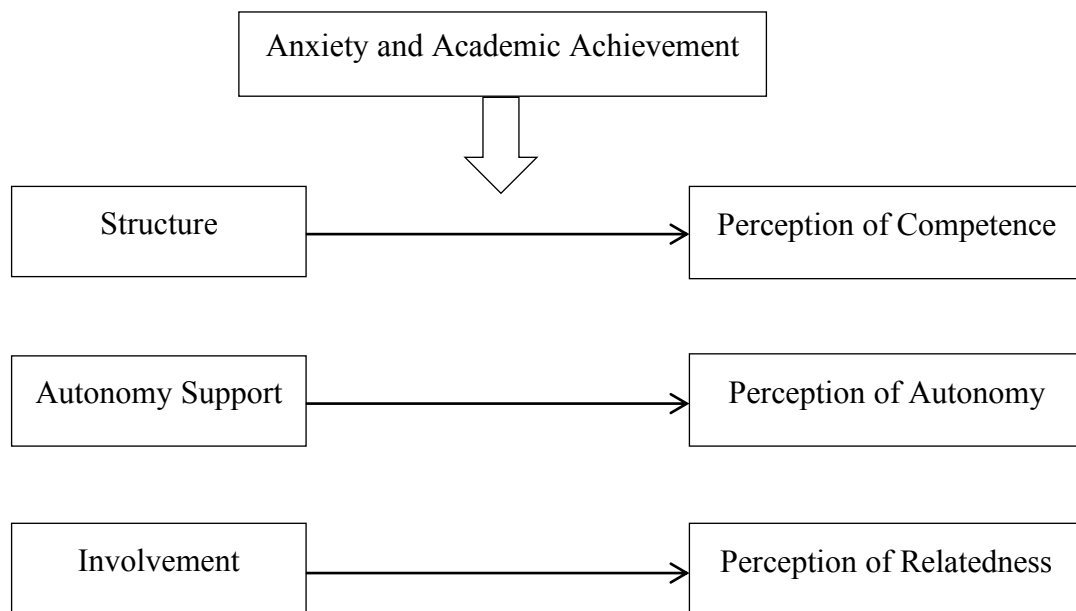 Anxiety and Academic Achievement
Structure
Perception of Competence
Autonomy Support
Perception of Autonomy
Involvement
Perception of Relatedness